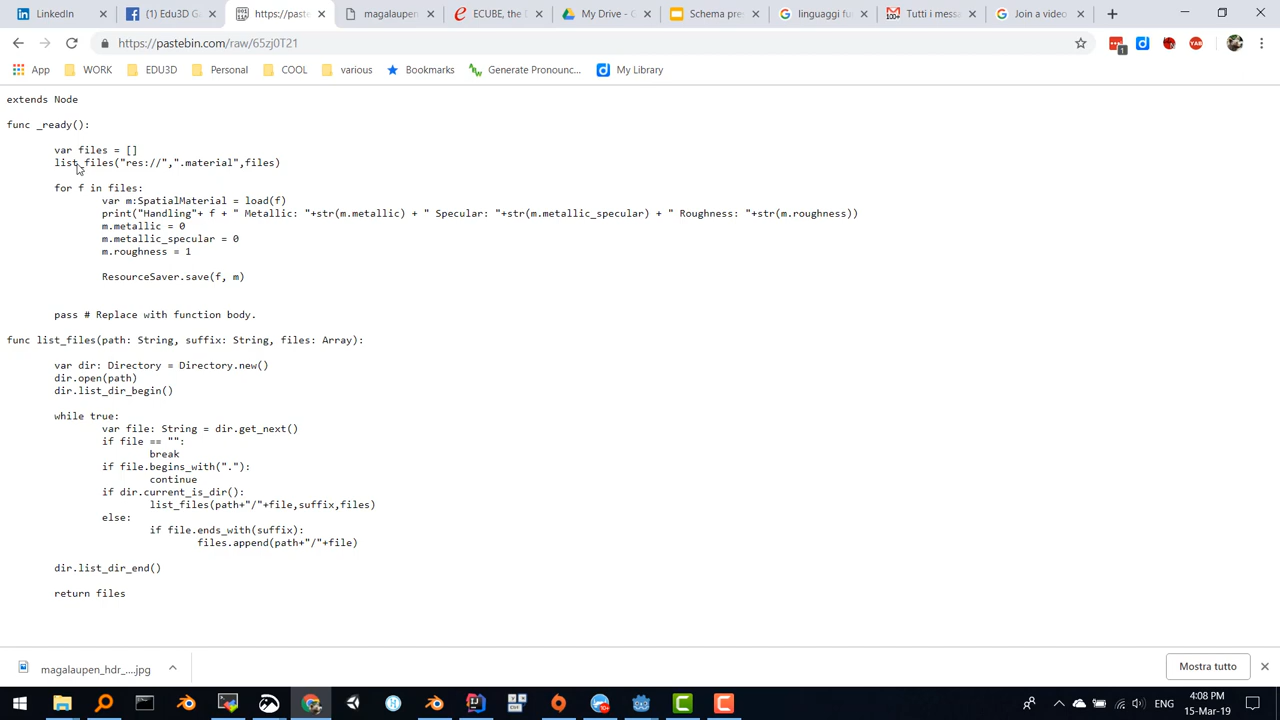 LinkedIn
(1) Edu3D Ga
https://paste
magalaupen
ECUBE, the D
My Drive - G
Schema pre
linguaggi fu
Tutti i messa
Join a video
https://pastebin.com/raw/65zj0T21
App
WORK
EDU3D
Personal
COOL
various
Bookmarks
Generate Pronounc...
My Library
extends Node
func _ready():
var files = []
list_files("res://",".material",files)
for f in files:
var m:SpatialMaterial = load(f)
print("Handling"+ f + " Metallic: "+str(m.metallic) + " Specular: "+str(m.metallic_specular) + " Roughness: "+str(m.roughness))
m.metallic = 0
m.metallic_specular = 0
m.roughness = 1
ResourceSaver.save(f, m)
pass # Replace with function body.
func list_files(path: String, suffix: String, files: Array):
var dir: Directory = Directory.new()
dir.open(path)
dir.list_dir_begin()
while true:
var file: String = dir.get_next()
if file == "":
break
if file.begins_with("."):
continue
if dir.current_is_dir():
list_files(path+"/"+file,suffix,files)
else:
if file.ends_with(suffix):
files.append(path+"/"+file)
dir.list_dir_end()
return files
magalaupen_hdr_....jpg
Mostra tutto
ENG
4:08 PM
15-Mar-19